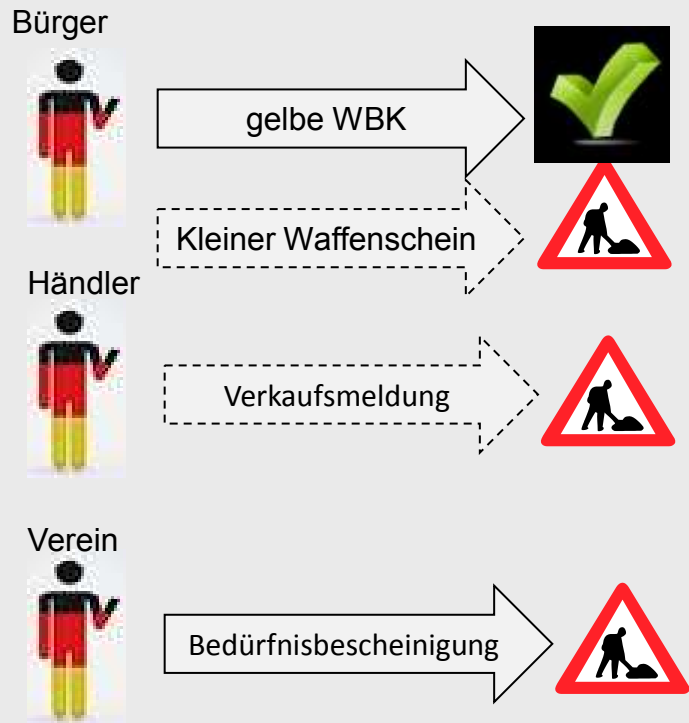 Bürger
gelbe WBK
Kleiner Waffenschein
Händler
Verkaufsmeldung
Verein
Bedürfnisbescheinigung